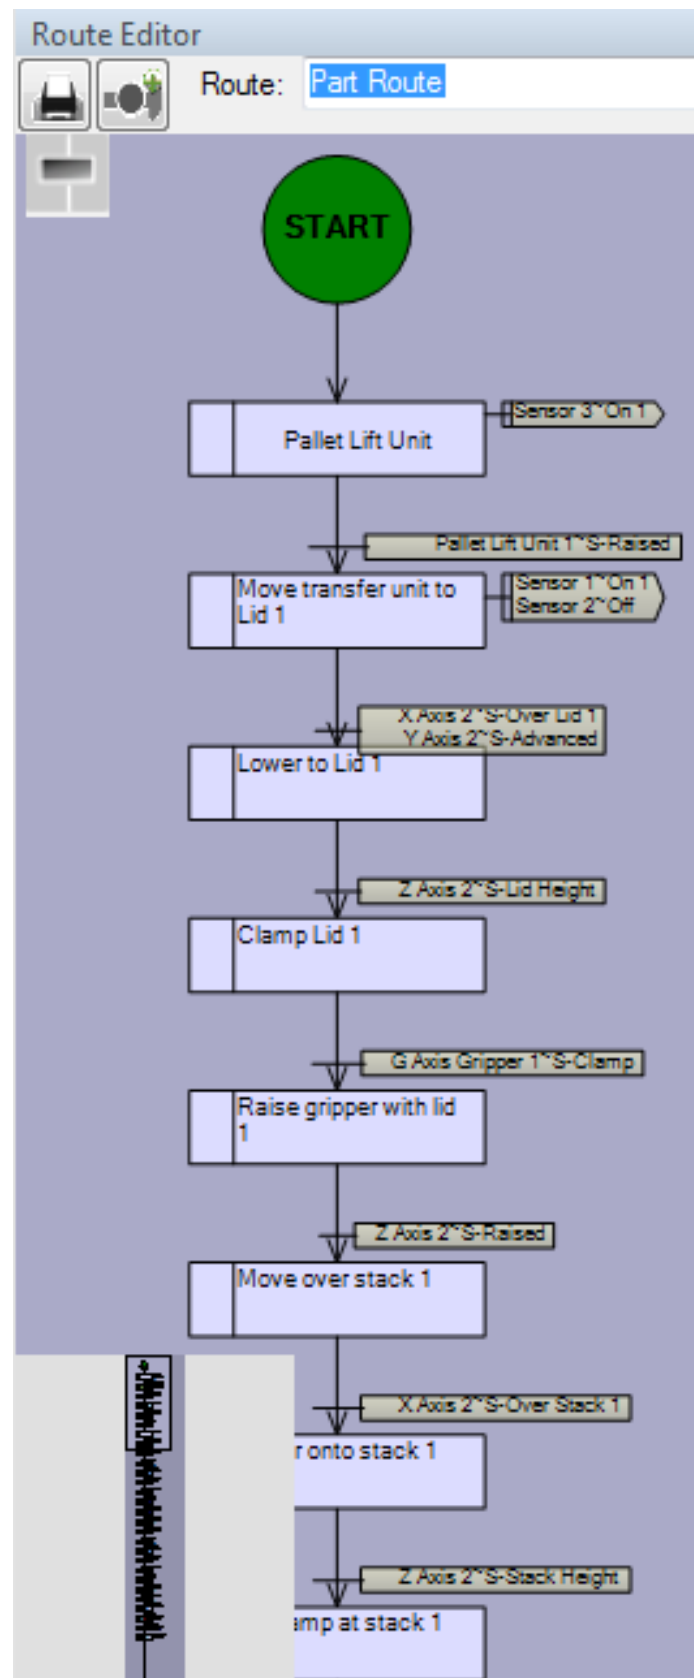 Route Editor
Route: Part Route
START
Sensor 3~On 1
Pallet Lift Unit
Pallet Lift Unit 1~S-Raised
Move transfer unit to
Lid 1
Sensor 1~On 1
Sensor 2~Off
X Axis 2~S-Over Lid 1
Y Axis 2~S-Advanced
Lower to Lid 1
Z Axis 2~S-Lid Height
Clamp Lid 1
G Axis Gripper 1~S-Clamp
Raise gripper with lid
1
Z Axis 2~S-Raised
Move over stack 1
X Axis 2~S-Over Stack 1
r onto stack 1
Z Axis 2~S-Stack Height
amp at stack 1